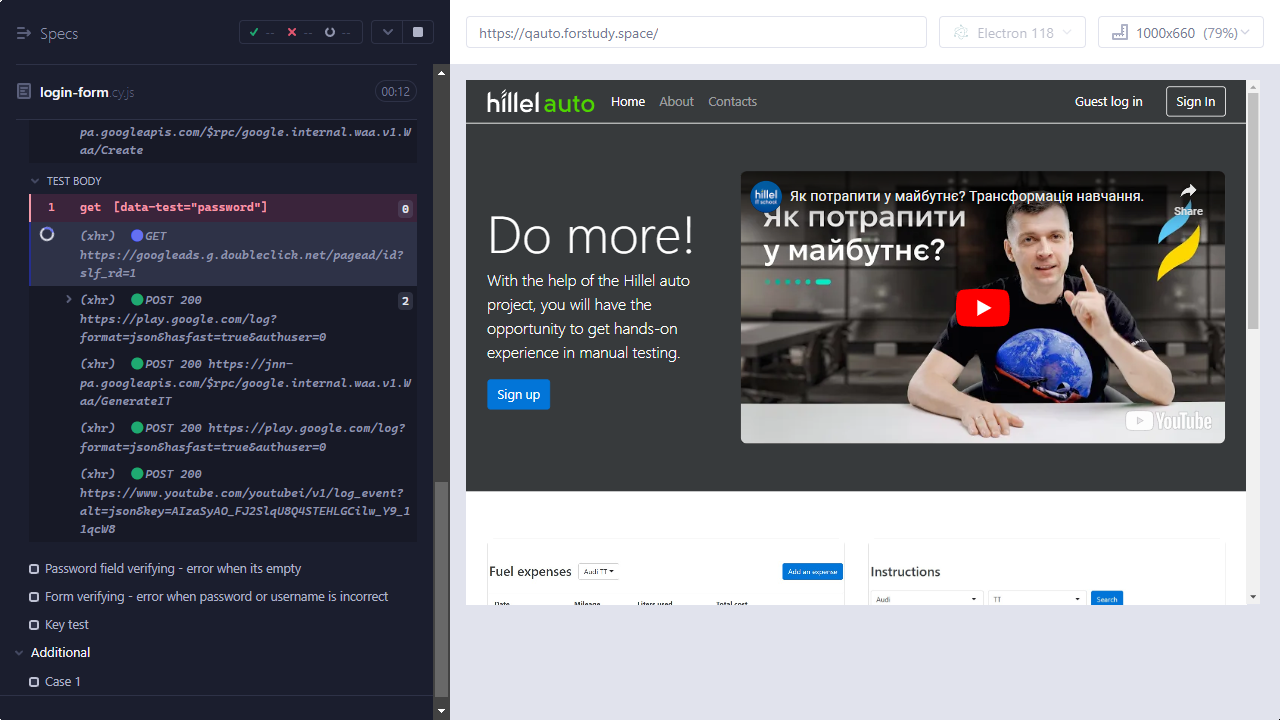 Specs
--
--
--
login-form.cy.js
00:12
pa.googleapis.com/$rpc/google.internal.waa.v1.W
aa/Create
TEST BODY
1 get [data-test="password"] 0
(xhr) GET
https://googleads.g.doubleclick.net/pagead/id?
slf_rd=1
(xhr) POST 200 2
https://play.google.com/log?
format=json&hasfast=true&authuser=0
(xhr) POST 200 https://jnn-
pa.googleapis.com/$rpc/google.internal.waa.v1.W
aa/GenerateIT
(xhr) POST 200 https://play.google.com/log?
format=json&hasfast=true&authuser=0
(xhr) POST 200
https://www.youtube.com/youtubei/v1/log_event?
alt=json&key=AIzaSyAO_FJ2SlqU8Q4STEHLGCilw_Y9_1
1qcW8
Password field verifying - error when its empty
Form verifying - error when password or username is incorrect
Key test
Additional
Case 1
https://qauto.forstudy.space/
Electron 118
1000x660 (79%)
hillel auto
Home
About
Contacts
Guest log in
Sign In
Do more!
With the help of the Hillel auto
project, you will have the
opportunity to get hands-on
experience in manual testing.
Sign up
hillel
IT school
Як потрапити у майбутнє? Трансформація навчання.
Share
Як потрапити
у майбутнє?
YouTube
Fuel expenses
Audi TT
Add an expense
Date
Mileage
Liters used
Total cost
Instructions
Audi
TT
Search